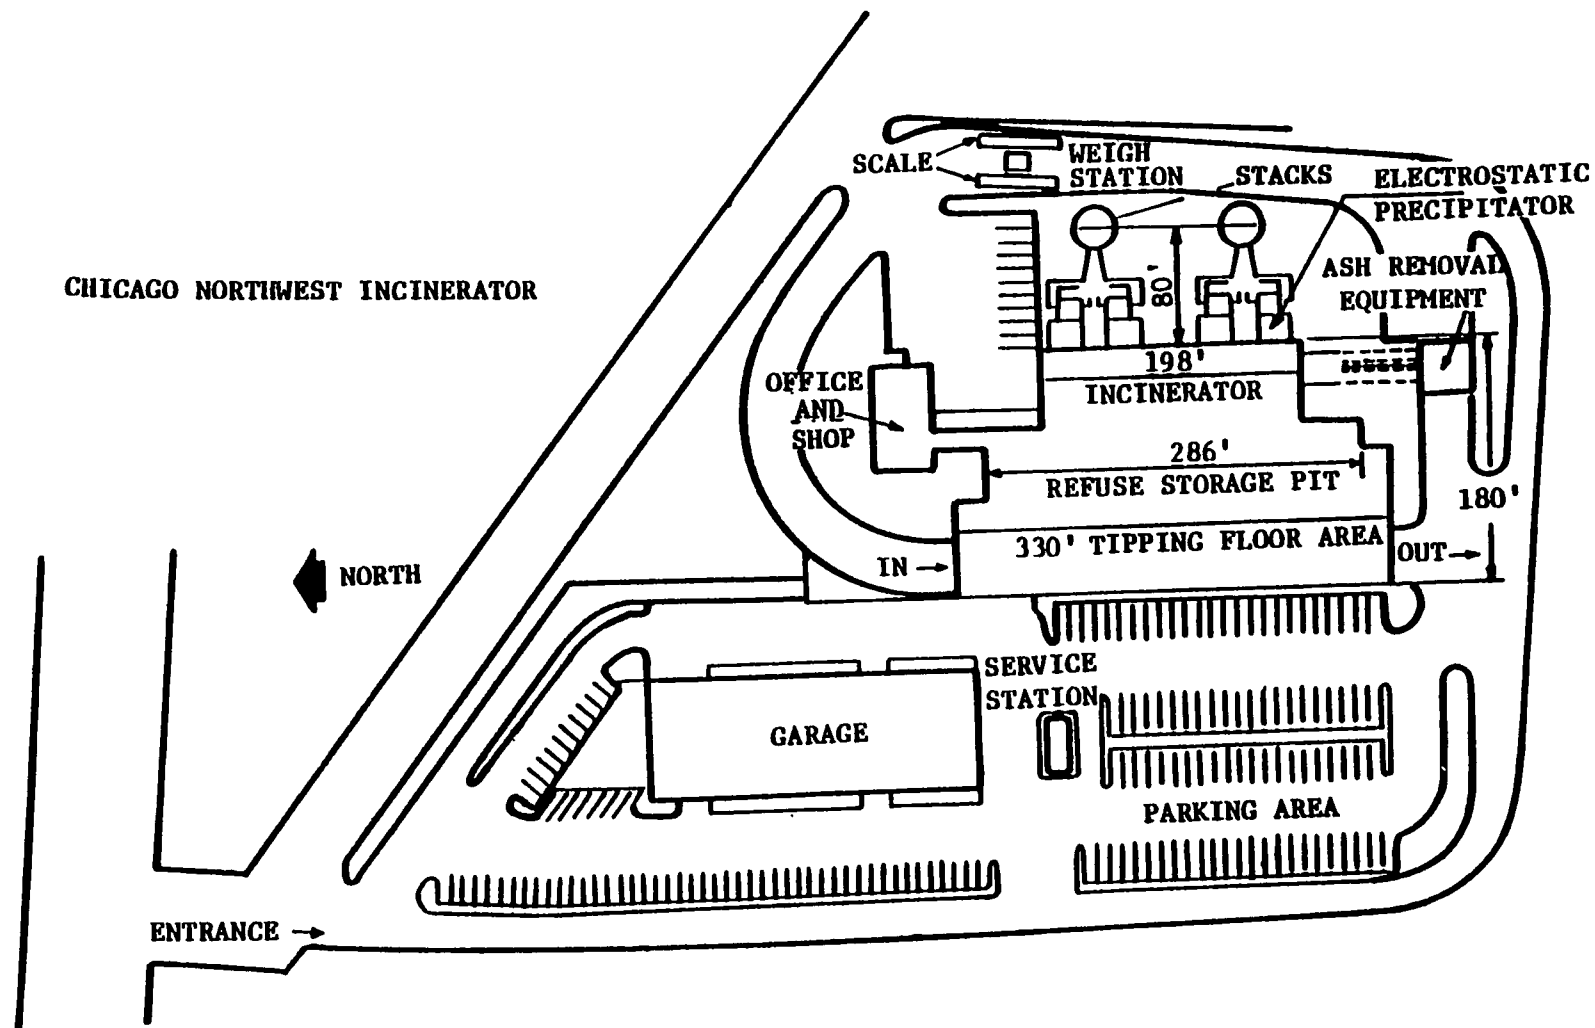 SCALE
WEIGH
STATION
STACKS
ELECTROSTATIC
PRECIPITATOR
CHICAGO NORTHWEST INCINERATOR
80'
ASH REMOVAL
EQUIPMENT
198'
INCINERATOR
OFFICE
AND
SHOP
286'
REFUSE STORAGE PIT
180'
330' TIPPING FLOOR AREA
IN
OUT
NORTH
SERVICE
STATION
GARAGE
PARKING AREA
ENTRANCE